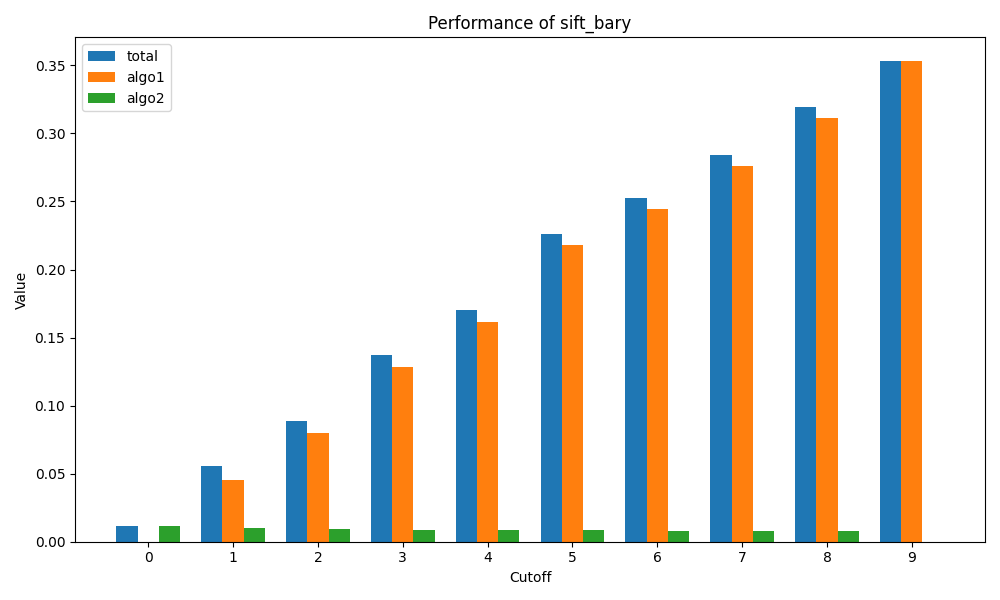 Performance of sift_bary
total
algo1
algo2
Value
0.35
0.30
0.25
0.20
0.15
0.10
0.05
0.00
0 1 2 3 4 5 6 7 8 9
Cutoff